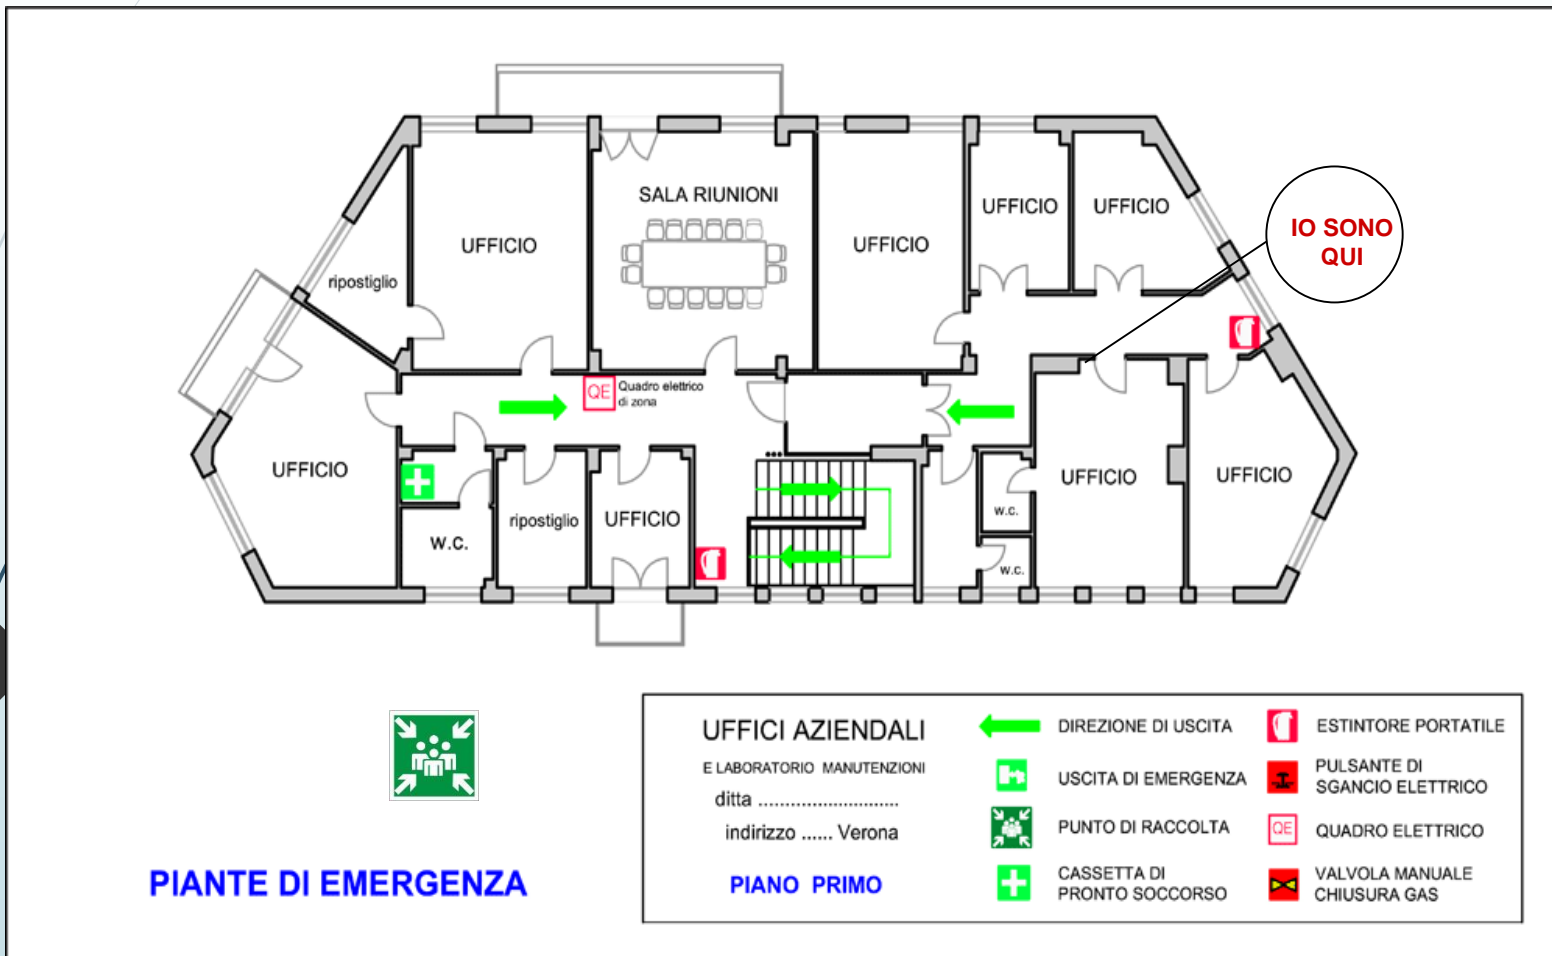 SALA RIUNIONI
UFFICIO
UFFICIO
IO SONO
QUI
UFFICIO
UFFICIO
ripostiglio
QE
Quadro elettrico
di zona
UFFICIO
UFFICIO
UFFICIO
ripostiglio
UFFICIO
W.C.
W.C.
W.C.
UFFICI AZIENDALI
E LABORATORIO MANUTENZIONI
ditta ..........................
indirizzo ...... Verona
PIANO PRIMO
DIREZIONE DI USCITA
USCITA DI EMERGENZA
PUNTO DI RACCOLTA
CASSETTA DI
PRONTO SOCCORSO
ESTINTORE PORTATILE
PULSANTE DI
SGANCIO ELETTRICO
QE
QUADRO ELETTRICO
VALVOLA MANUALE
CHIUSURA GAS
PIANTE DI EMERGENZA